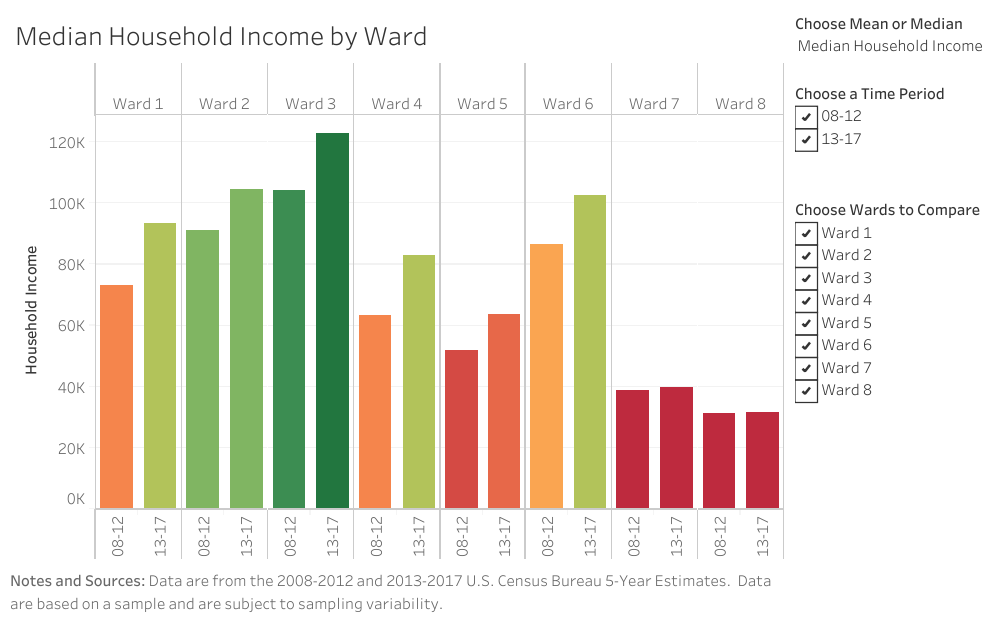 Median Household Income by Ward
Choose Mean or Median
Median Household Income
Choose a Time Period
08-12
13-17
Choose Wards to Compare
Ward 1
Ward 2
Ward 3
Ward 4
Ward 5
Ward 6
Ward 7
Ward 8
Ward 1 Ward 2 Ward 3 Ward 4 Ward 5 Ward 6 Ward 7 Ward 8
Household Income
120K
100K
80K
60K
40K
20K
0K
08-12 13-17 08-12 13-17 08-12 13-17 08-12 13-17 08-12 13-17 08-12 13-17 08-12 13-17 08-12 13-17
Notes and Sources: Data are from the 2008-2012 and 2013-2017 U.S. Census Bureau 5-Year Estimates. Data
are based on a sample and are subject to sampling variability.